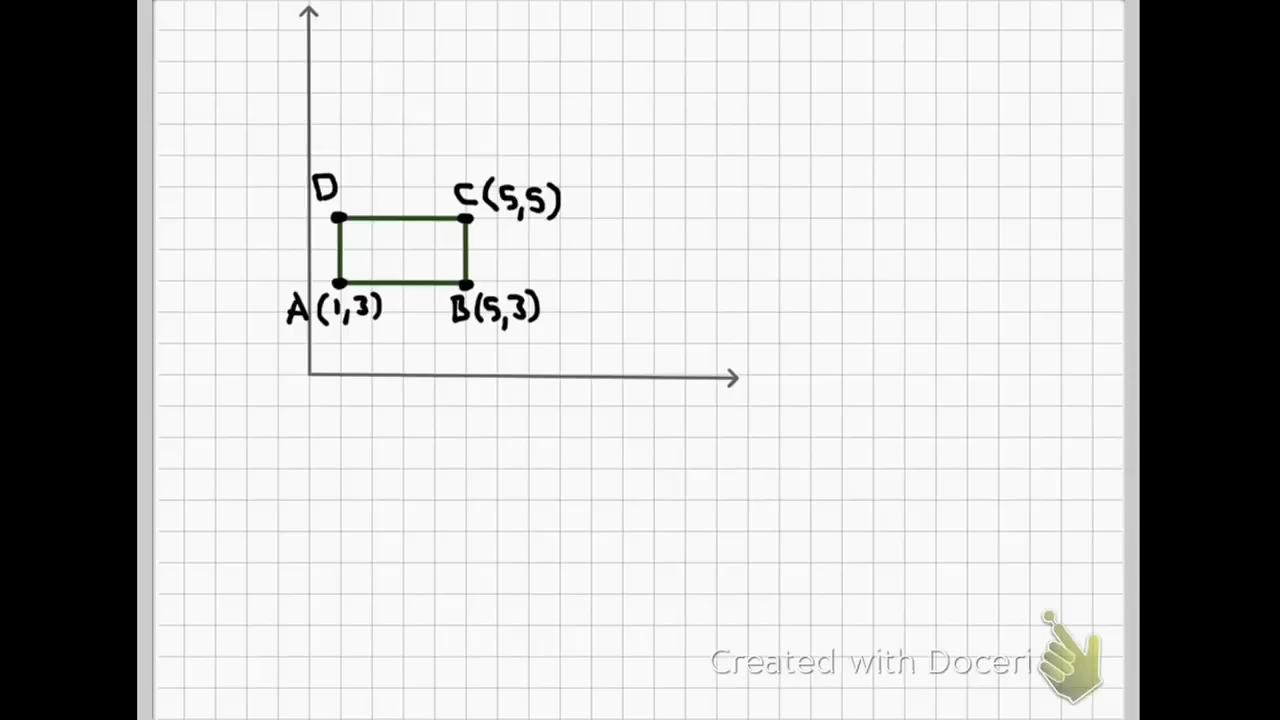 D
C(5,5)
A(1,3)
B(5,3)
Created with Doceri